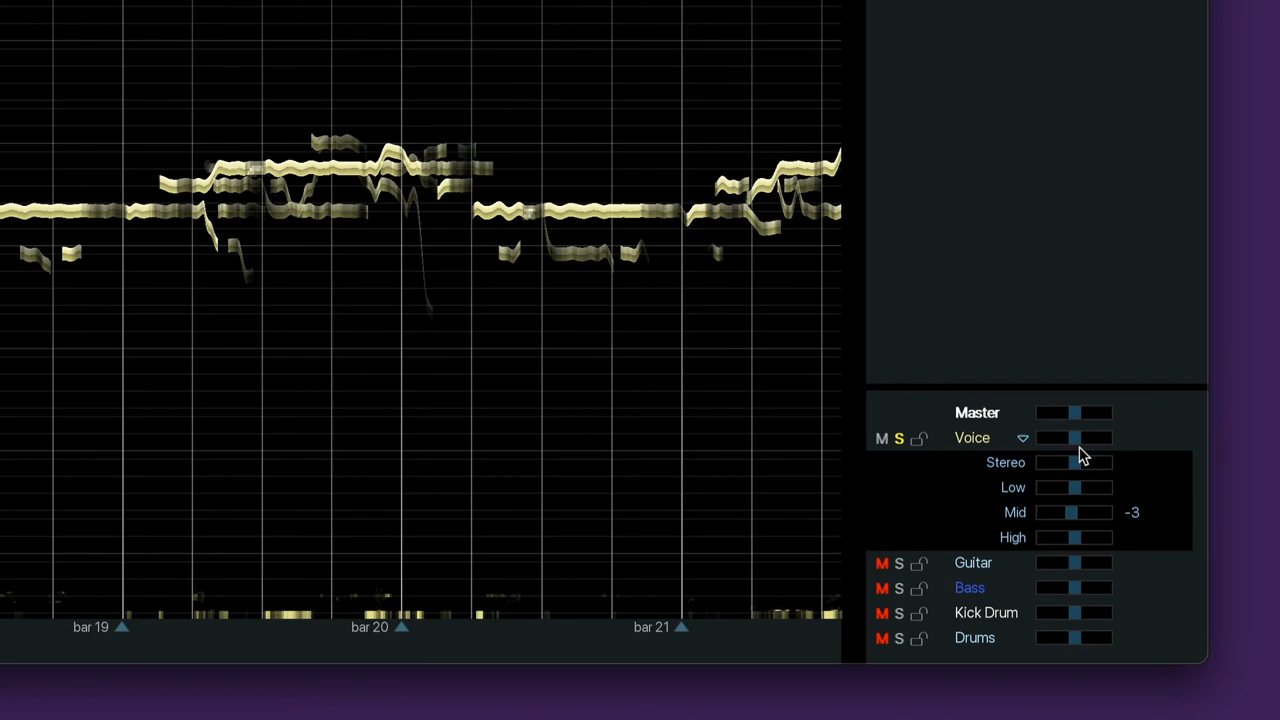 Master
M S Voice
Stereo
Low
Mid -3
High
M S Guitar
M S Bass
M S Kick Drum
M S Drums
bar 19 bar 20 bar 21